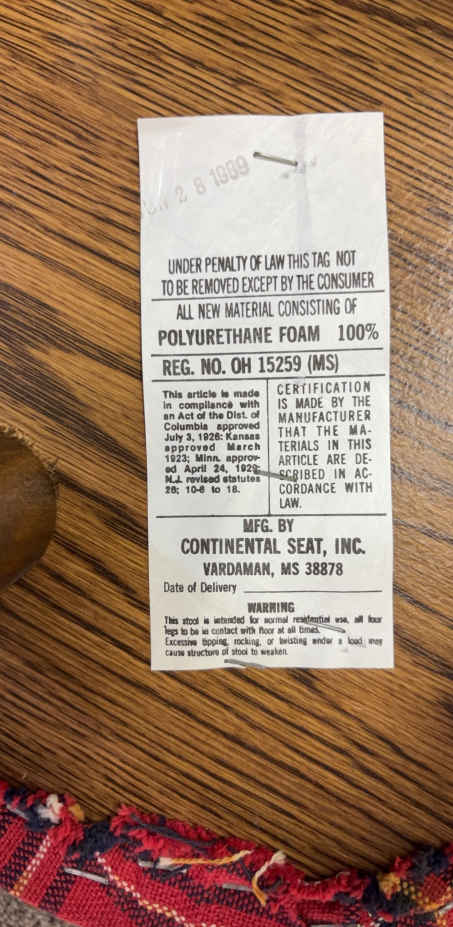 28 1989
UNDER PENALTY OF LAW THIS TAG NOT
TO BE REMOVED EXCEPT BY THE CONSUMER
ALL NEW MATERIAL CONSISTING OF
POLYURETHANE FOAM 100%
REG. NO. OH 15259 (MS)
This article is made
in compliance with
an Act of the Dist. of
Columbia approved
July 3, 1926: Kansas
approved March
1923; Minn. approv-
ed April 24, 1929;
N.J. revised statutes
26; 10-6 to 18.
CERTIFICATION
IS MADE BY THE
MANUFACTURER
THAT THE MA-
TERIALS IN THIS
ARTICLE ARE DE-
SCRIBED IN AC-
CORDANCE WITH
LAW.
MFG. BY
CONTINENTAL SEAT, INC.
VARDAMAN, MS 38878
Date of Delivery
WARNING
This stool is intended for normal residential use, all four
legs to be in contact with floor at all times.
Excessive tipping, rocking, or twisting under a load may
cause structure of stool to weaken.